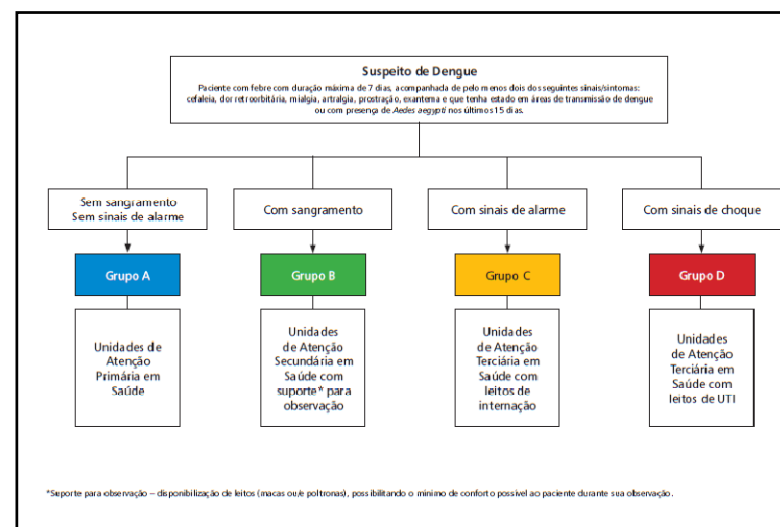 Suspeito de Dengue
Paciente com febre com duração máxima de 7 dias, acompanhada de pelo menos dois dos seguintes sinais/sintomas:
cefaleia, dor retroorbitária, mialgia, artralgia, prostração, exantema e que tenha estado em áreas de transmissão de dengue
ou com presença de Aedes aegypti nos últimos 15 dias.
Sem sangramento
Sem sinais de alarme
Com sangramento
Com sinais de alarme
Com sinais de choque
Grupo A
Grupo B
Grupo C
Grupo D
Unidades de
Atenção
Primária em
Saúde
Unidades
de Atenção
Secundária em
Saúde com
suporte* para
observação
Unidades
de Atenção
Terciária em
Saúde com
leitos de
internação
Unidades
de Atenção
Terciária em
Saúde com
leitos de UTI
*Suporte para observação – disponibilização de leitos (macas ou/e poltronas), possibilitando o mínimo de conforto possível ao paciente durante sua observação.